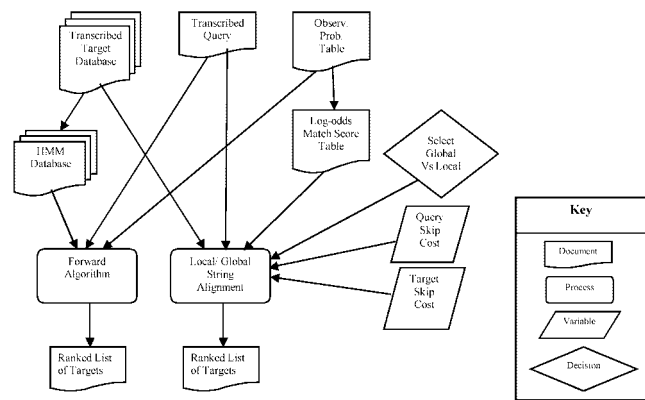 Transcribed
Target
Database
Transcribed
Query
Observ.
Prob.
Table
HMM
Database
Log-odds
Match Score
Table
Select
Global
Vs Local
Query
Skip
Cost
Target
Skip
Cost
Forward
Algorithm
Local/ Global
String
Alignment
Ranked List
of Targets
Ranked List
of Targets
Key
Document
Process
Variable
Decision